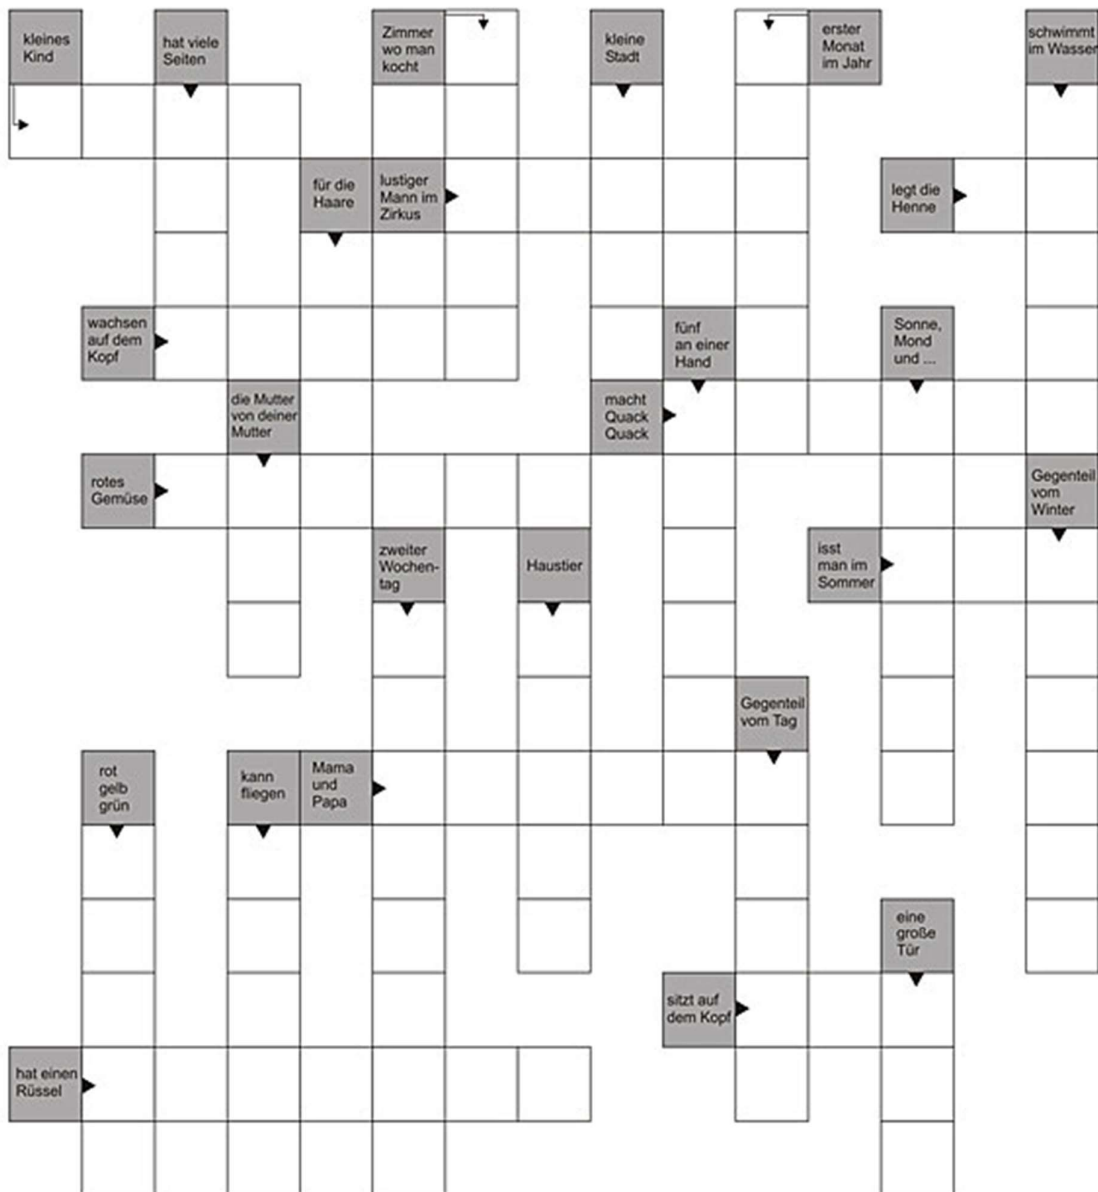 kleines
Kind
hat viele
Seiten
Zimmer
wo man
kocht
kleine
Stadt
erster
Monat
im Jahr
schwimmt
im Wasser
für die
Haare
lustiger
Mann im
Zirkus
legt die
Henne
wachsen
auf dem
Kopf
fünf
an einer
Hand
Sonne,
Mond
und ...
die Mutter
von deiner
Mutter
macht
Quack
Quack
rotes
Gemüse
Gegenteil
vom
Winter
zweiter
Wochen-
tag
Haustier
isst
man im
Sommer
Gegenteil
vom Tag
rot
gelb
grün
kann
fliegen
Mama
und
Papa
eine
große
Tür
sitzt auf
dem Kopf
hat einen
Rüssel